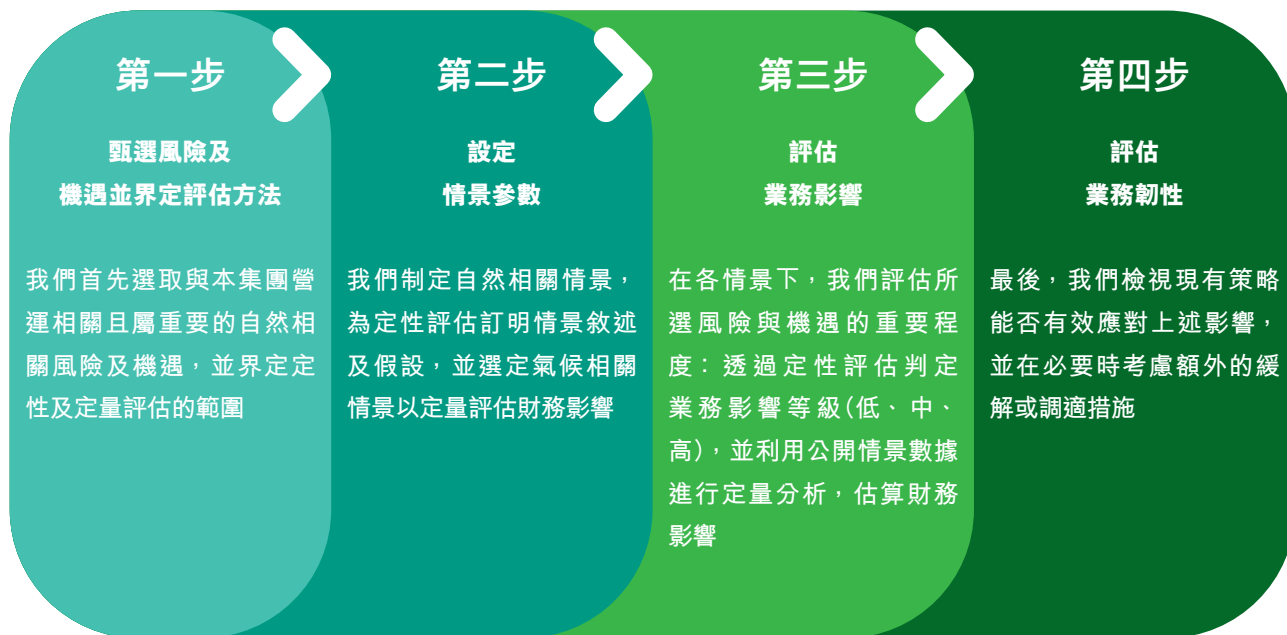 第一步
甄選風險及
機遇並界定評估方法
我們首先選取與本集團營
運相關且屬重要的自然相
關風險及機遇，並界定定
性及定量評估的範圍
第二步
設定
情景參數
我們制定自然相關情景，
為定性評估訂明情景敘述
及假設，並選定氣候相關
情景以定量評估財務影響
第三步
評估
業務影響
在各情景下，我們評估所
選風險與機遇的重要程
度：透過定性評估判定
業務影響等級(低、中、
高)，並利用公開情景數據
進行定量分析，估算財務
影響
第四步
評估
業務韌性
最後，我們檢視現有策略
能否有效應對上述影響，
並在必要時考慮額外的緩
解或調適措施